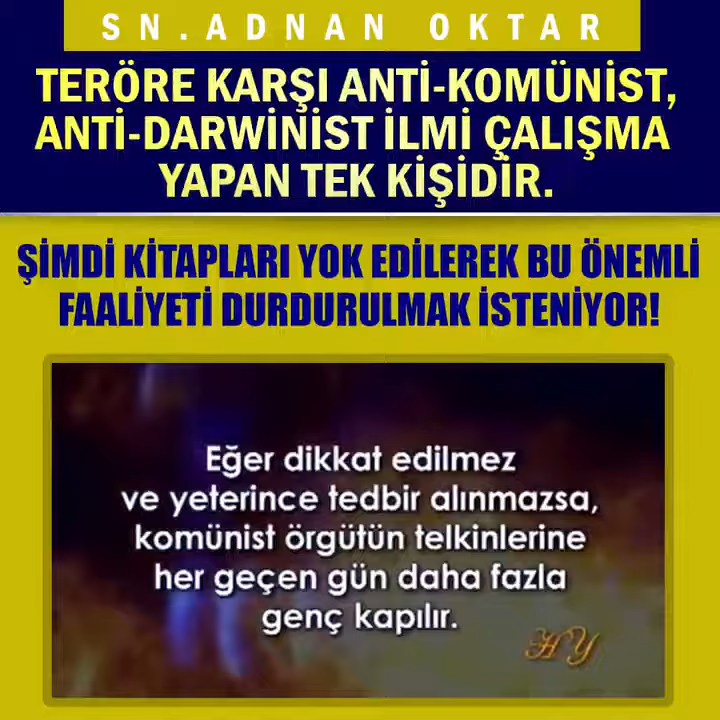 SN.ADNAN OKTAR
TERÖRE KARŞI ANTİ-KOMÜNİST,
ANTİ-DARWİNİST İLMİ ÇALIŞMA
YAPAN TEK KİŞİDİR.
ŞİMDİ KİTAPLARI YOK EDİLEREK BU ÖNEMLİ
FAALİYETİ DURDURULMAK İSTENİYOR!
Eğer dikkat edilmez
ve yeterince tedbir alınmazsa,
komünist örgütün telkinlerine
her geçen gün daha fazla
genç kapılır.
HY